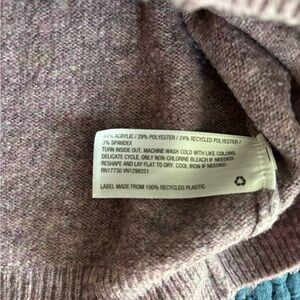 44% ACRYLIC / 29% POLYESTER / 24% RECYCLED POLYESTER /
3% SPANDEX
TURN INSIDE OUT. MACHINE WASH COLD WITH LIKE COLORS.
DELICATE CYCLE. ONLY NON-CHLORINE BLEACH IF NEEDED.
RESHAPE AND LAY FLAT TO DRY. COOL IRON IF NEEDED.
RN17730 VN1298251
LABEL MADE FROM 100% RECYCLED PLASTIC